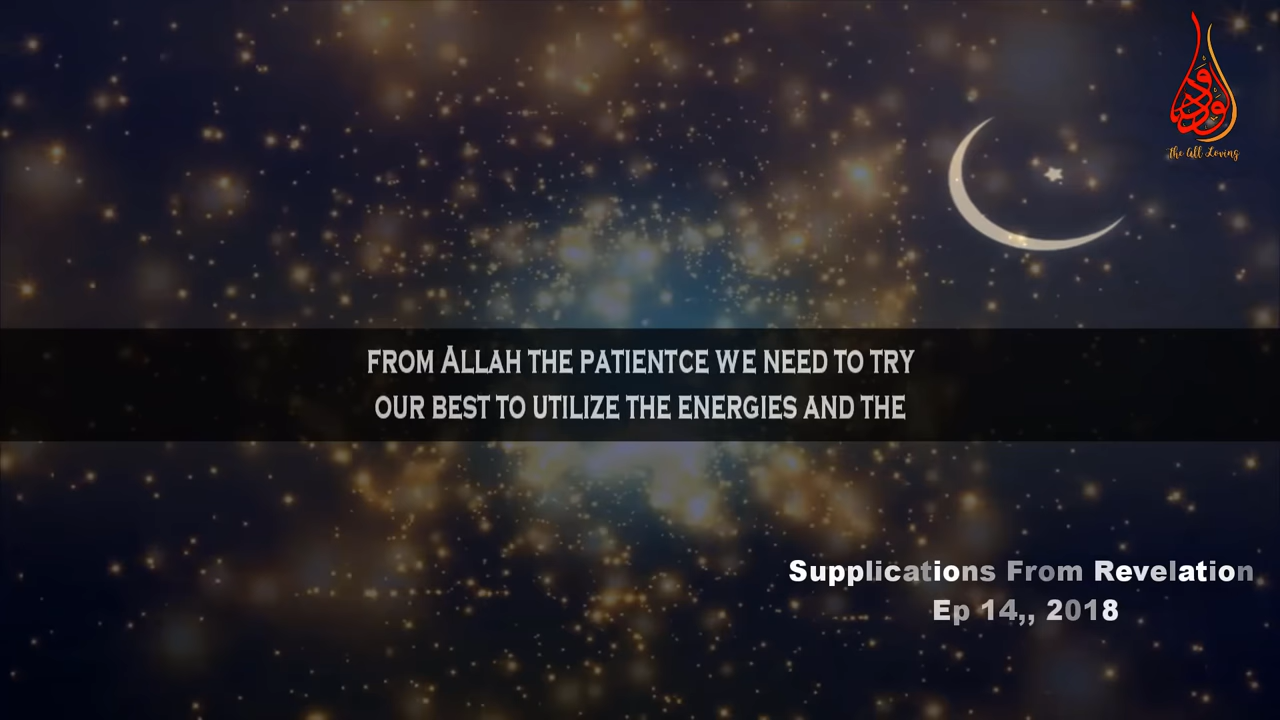 الودود
The All Loving
FROM ALLAH THE PATIENTCE WE NEED TO TRY
OUR BEST TO UTILIZE THE ENERGIES AND THE
Supplications From Revelation
Ep 14,, 2018